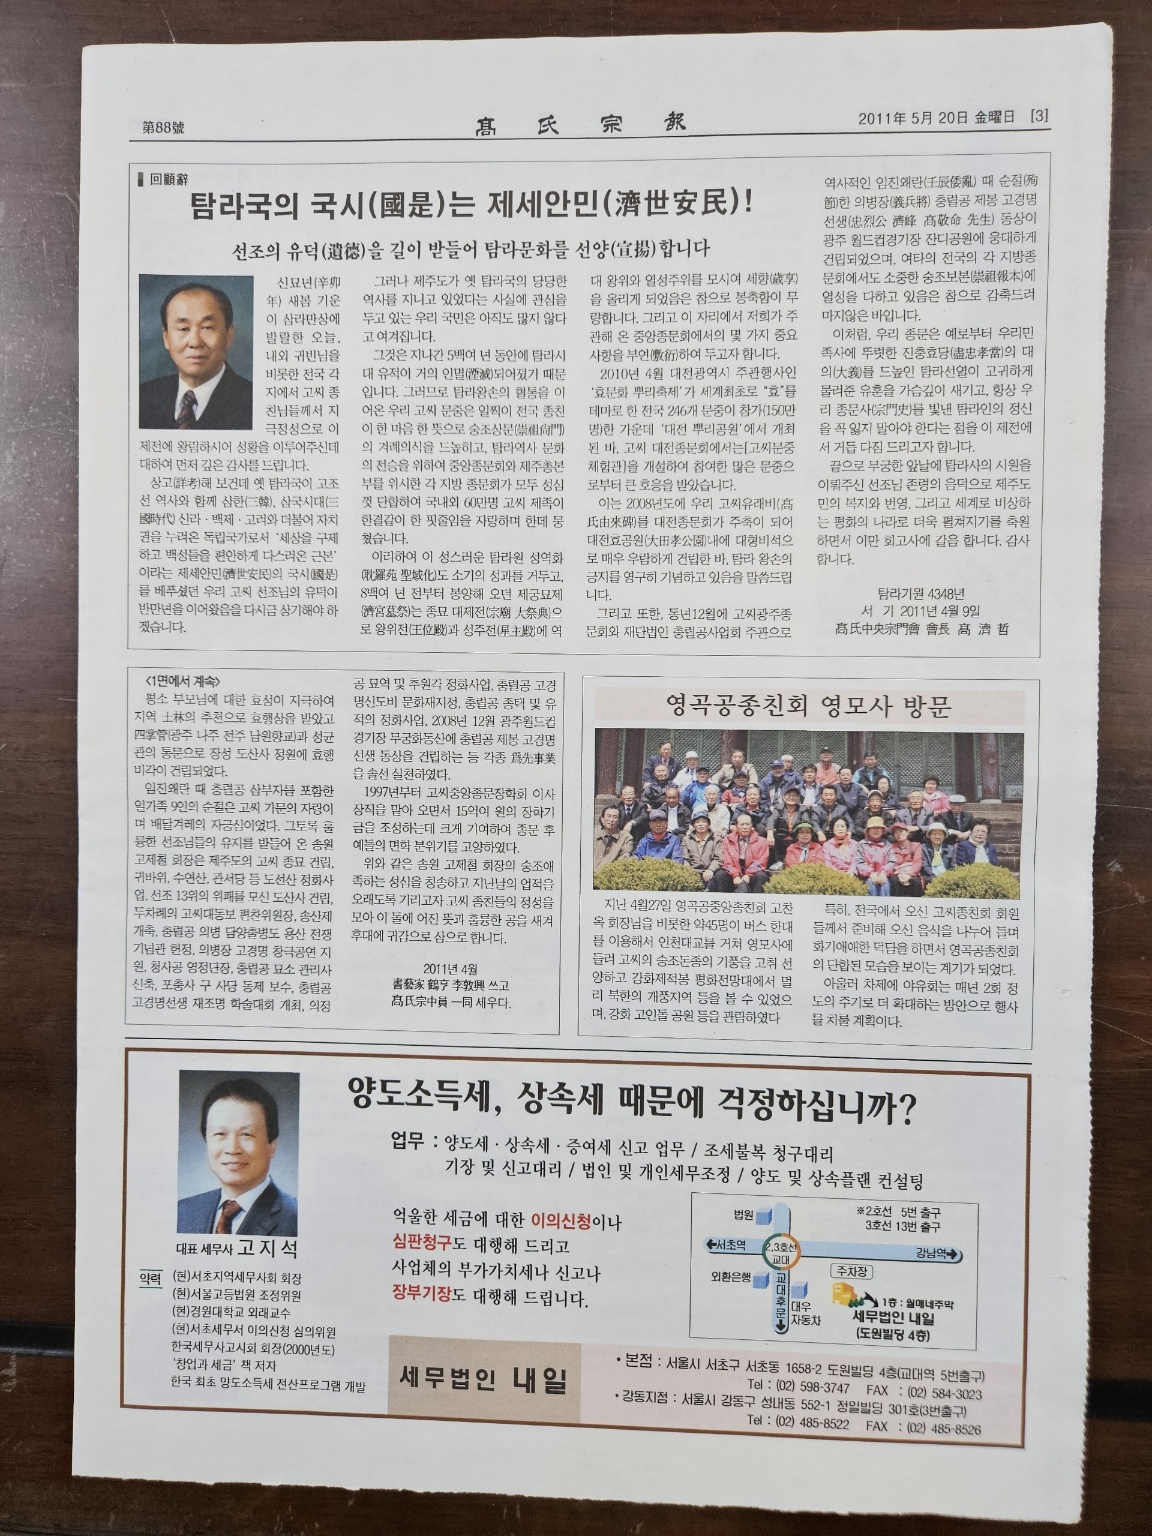 第88號
髙氏宗報
2011年 5月 20日 金曜日 [3]
回顧辭
탐라국의 국시(國是)는 제세안민(濟世安民)!
선조의 유덕(遺德)을 길이 받들어 탐라문화를 선양(宣揚)합니다
신묘년(辛卯
年) 새봄 기운
이 삼라만상에
발랄한 오늘,
내외 귀빈님을
비롯한 전국 각
지에서 고씨 종
친님들께서 지
극정성으로 이
제전에 왕림하시어 성황을 이루어주신데
대하여 먼저 깊은 감사를 드립니다.
상고(詳考)해 보건데 옛 탐라국이 고조
선 역사와 함께 삼한(三韓), 삼국시대(三
國時代) 신라·백제·고려와 더불어 자치
권을 누려온 독립국가로서 ‘세상을 구제
하고 백성들을 편안하게 다스려온 근본’
이라는 제세안민(濟世安民)의 국시(國是)
를 베푸셨던 우리 고씨 선조님의 유덕이
반만년을 이어왔음을 다시금 상기해야 하
겠습니다.
그러나 제주도가 옛 탐라국의 당당한
역사를 지니고 있었다는 사실에 관심을
두고 있는 우리 국민은 아직도 많지 않다
고 여겨집니다.
그것은 지나간 5백여 년 동안에 탐라시
대 유적이 거의 인멸(湮滅)되어졌기 때문
입니다. 그러므로 탐라왕손의 혈통을 이
어온 우리 고씨 문중은 일찍이 전국 종친
이 한 마음 한 뜻으로 숭조상문(崇祖尙門)
의 겨레의식을 드높히고, 탐라역사 문화
의 전승을 위하여 중앙종문회와 제주총본
부를 위시한 각 지방 종문회가 모두 성심
껏 단합하여 국내외 60만명 고씨 제족이
한결같이 한 핏줄임을 사랑하며 한데 뭉
쳤습니다.
이리하여 이 성스러운 탐라원 성역화
(耽羅苑 聖域化)도 소기의 성과를 거두고,
8백여 년 전부터 봉양해 오던 제궁묘제
(濟宮墓祭)는 종묘 대제전(宗廟 大祭典)으
로 왕위전(王位殿)과 성주전(星主殿)에 역
대 왕위와 열성주위를 모시여 세향(歲享)
을 올리게 되었음은 참으로 봉축함이 무
량합니다. 그리고 이 자리에서 저희가 주
관해 온 중앙종문회에서의 몇 가지 중요
사항을 부연(敷衍)하여 두고자 합니다.
2010년 4월 대전광역시 주관행사인
‘효문화 뿌리축제’가 세계최초로 “효”를
테마로 한 전국 246개 문중이 참가(150만
명)한 가운데 ‘대전 뿌리공원’에서 개최
된 바, 고씨 대전종문회에서는[고씨문중
체험관]을 개설하여 참여한 많은 문중으
로부터 큰 호응을 받았습니다.
이는 2008년도에 우리 고씨유래비(髙
氏由來碑)를 대전종문회가 주축이 되어
대전효공원(大田孝公園)내에 대형비석으
로 매우 우람하게 건립한 바, 탐라 왕손의
긍지를 영구히 기념하고 있음을 말씀드립
니다.
그리고 또한, 동년12월에 고씨광주종
문회와 재단법인 충렬공사업회 주관으로
역사적인 임진왜란(壬辰倭亂) 때 순절(殉
節)한 의병장(義兵將) 충렬공 제봉 고경명
선생(忠烈公 濟峰 髙敬命 先生) 동상이
광주 월드컵경기장 잔디공원에 웅대하게
건립되었으며, 여타의 전국의 각 지방종
문회에서도 소중한 숭조보본(崇祖報本)에
열성을 다하고 있음은 참으로 감축드려
마지않은 바입니다.
이처럼, 우리 종문은 예로부터 우리민
족사에 뚜렷한 진충효당(盡忠孝當)의 대
의(大義)를 드높인 탐라선열이 고귀하게
물려준 유훈을 가슴깊이 새기고, 항상 우
리 종문사(宗門史)를 빛낸 탐라인의 정신
을 꼭 잃지 말아야 한다는 점을 이 제전에
서 거듭 다짐 드리고자 합니다.
끝으로 무궁한 앞날에 탐라사의 시원을
이뤄주신 선조님 존령의 음덕으로 제주도
민의 복지와 번영, 그리고 세계로 비상하
는 평화의 나라로 더욱 펼쳐지기를 축원
하면서 이만 회고사에 갈음 합니다. 감사
합니다.
탐라기원 4348년
서 기 2011년 4월 9일
髙氏中央宗門會 會長 髙 濟 哲
<1면에서 계속>
평소 부모님에 대한 효성이 지극하여
지역 士林의 추천으로 효행상을 받았고
四掌管(광주 나주 전주 남원향교)과 성균
관의 통문으로 장성 도산사 정원에 효행
비각이 건립되었다.
임진왜란 때 충렬공 삼부자를 포함한
일가족 9인의 순절은 고씨 가문의 자랑이
며 배달겨레의 자긍심이었다. 그토록 훌
륭한 선조님들의 유지를 받들어 온 송원
고제철 회장은 제주도의 고씨 종묘 건립,
귀바위, 수연산, 관서당 등 도선산 정화사
업, 선조 13위의 위패를 모신 도산사 건립,
두차례의 고씨대동보 편찬위원장, 송산제
개축, 충렬공 의병 담양출병도 용산 전쟁
기념관 헌정, 의병장 고경명 창극공연 지
원, 청사공 영정단장, 충렬공 묘소 관리사
신축, 포충사 구 사당 동제 보수, 충렬공
고경명선생 재조명 학술대회 개최, 의정
공 묘역 및 추원각 정화사업, 충렬공 고경
명신도비 문화재지정, 충렬공 종택 및 유
적의 정화사업, 2008년 12월 광주월드컵
경기장 무궁화동산에 충렬공 제봉 고경명
선생 동상을 건립하는 등 각종 爲先事業
을 솔선 실천하였다.
1997년부터 고씨중앙종문장학회 이사
장직을 맡아 오면서 15억여 원의 장학기
금을 조성하는데 크게 기여하여 종문 후
예들의 면학 분위기를 고양하였다.
위와 같은 송원 고제철 회장의 숭조애
족하는 성심을 칭송하고 지난날의 업적을
오래도록 기리고자 고씨 종친들의 정성을
모아 이 돌에 어진 뜻과 훌륭한 공을 새겨
후대에 귀감으로 삼으로 합니다.
2011년 4월
書藝家 鶴亭 李敦興 쓰고
髙氏宗中員 一同 세우다.
영곡공종친회 영모사 방문
지난 4월27일 영곡공중앙종친회 고찬
옥 회장님을 비롯한 약45명이 버스 한대
를 이용해서 인천대교를 거쳐 영모사에
들러 고씨의 숭조돈종의 기풍을 고취 선
양하고 강화제적봉 평화전망대에서 멀
리 북한의 개풍지역 등을 볼 수 있었으
며, 강화 고인돌 공원 등을 관람하였다
특히, 전국에서 오신 고씨종친회 회원
들께서 준비해 오신 음식을 나누어 들며
화기애애한 덕담을 하면서 영곡공종친회
의 단합된 모습을 보이는 계기가 되었다.
아울러 차제에 야유회는 매년 2회 정
도의 주기로 더 확대하는 방안으로 행사
를 치룰 계획이다.
양도소득세, 상속세 때문에 걱정하십니까?
업무 : 양도세·상속세·증여세 신고 업무 / 조세불복 청구대리
기장 및 신고대리 / 법인 및 개인세무조정 / 양도 및 상속플랜 컨설팅
억울한 세금에 대한 이의신청이나
심판청구도 대행해 드리고
사업체의 부가가치세나 신고나
장부기장도 대행해 드립니다.
대표 세무사 고지석
약력
(현)서초지역세무사회 회장
(현)서울고등법원 조정위원
(현)경원대학교 외래교수
(현)서초세무서 이의신청 심의위원
한국세무사고시회 회장(2000년도)
‘창업과 세금’ 책 저자
한국 최초 양도소득세 전산프로그램 개발
법원
※2호선 5번 출구
3호선 13번 출구
서초역
2,3호선
교대
강남역
외환은행
교대후문
대우
자동차
주차장
1층 : 월매네주막
세무법인 내일
(도원빌딩 4층)
세무법인 내일
• 본점 : 서울시 서초구 서초동 1658-2 도원빌딩 4층(교대역 5번출구)
Tel : (02) 598-3747 FAX : (02) 584-3023
• 강동지점 : 서울시 강동구 성내동 552-1 정일빌딩 301호(3번출구)
Tel : (02) 485-8522 FAX : (02) 485-8526